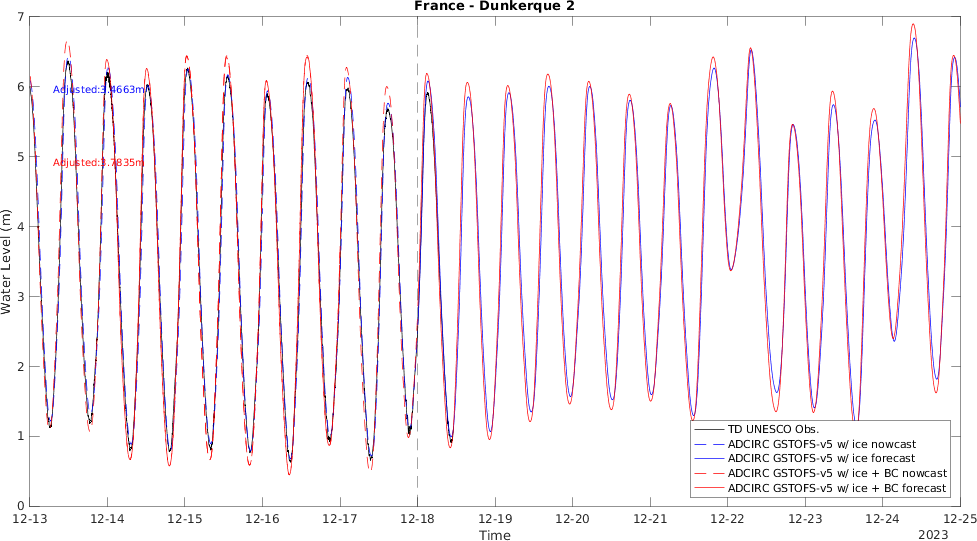 France - Dunkerque 2
7
6
5
4
3
2
1
0
Water Level (m)
Adjusted:3.4663m
Adjusted:3.7835m
TD UNESCO Obs.
ADCIRC GSTOFS-v5 w/ ice nowcast
ADCIRC GSTOFS-v5 w/ ice forecast
ADCIRC GSTOFS-v5 w/ ice + BC nowcast
ADCIRC GSTOFS-v5 w/ ice + BC forecast
12-13 12-14 12-15 12-16 12-17 12-18 12-19 12-20 12-21 12-22 12-23 12-24 12-25
Time
2023